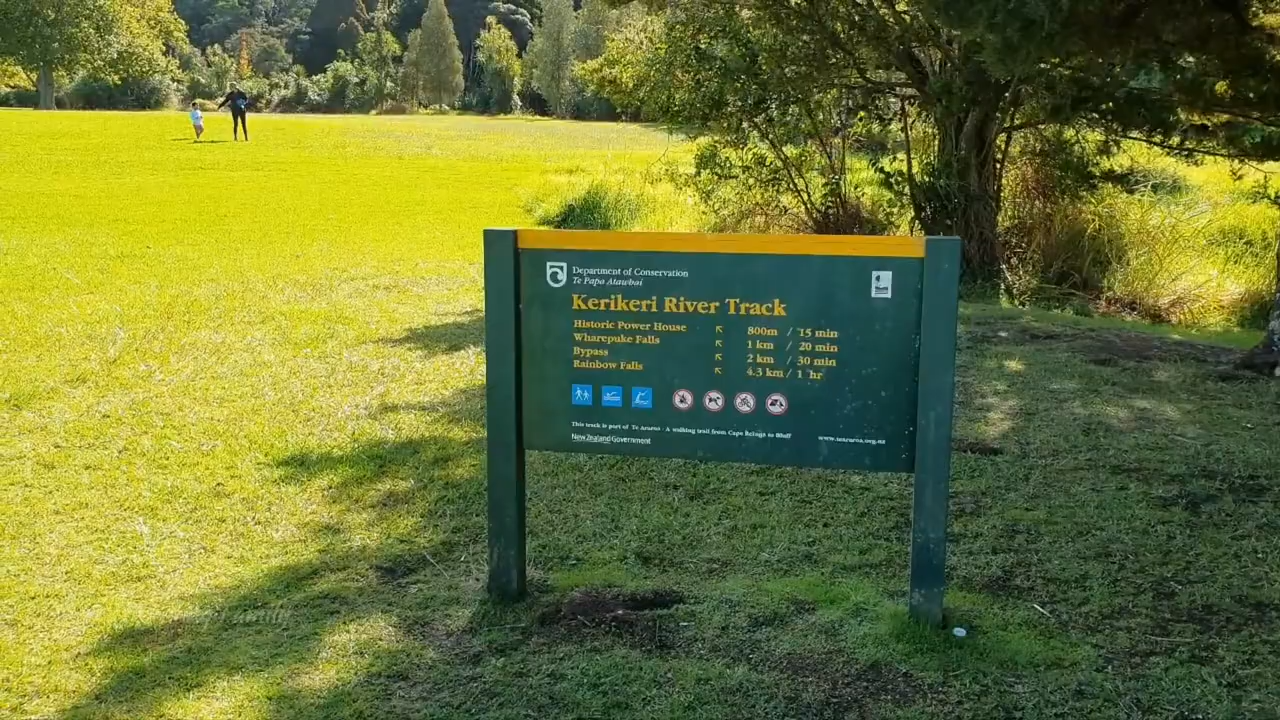 Department of Conservation
Te Papa Atawhai
Kerikeri River Track
Historic Power House ↖ 800m / 15 min
Wharepuke Falls ↖ 1 km / 20 min
Bypass ↖ 2 km / 30 min
Rainbow Falls ↖ 4.3 km / 1 hr
This track is part of Te Araroa - A walking trail from Cape Reinga to Bluff
www.teararoa.org.nz
New Zealand Government